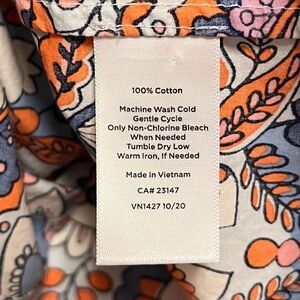 100% Cotton
Machine Wash Cold
Gentle Cycle
Only Non-Chlorine Bleach
When Needed
Tumble Dry Low
Warm Iron, If Needed
Made In Vietnam
CA# 23147
VN1427 10/20